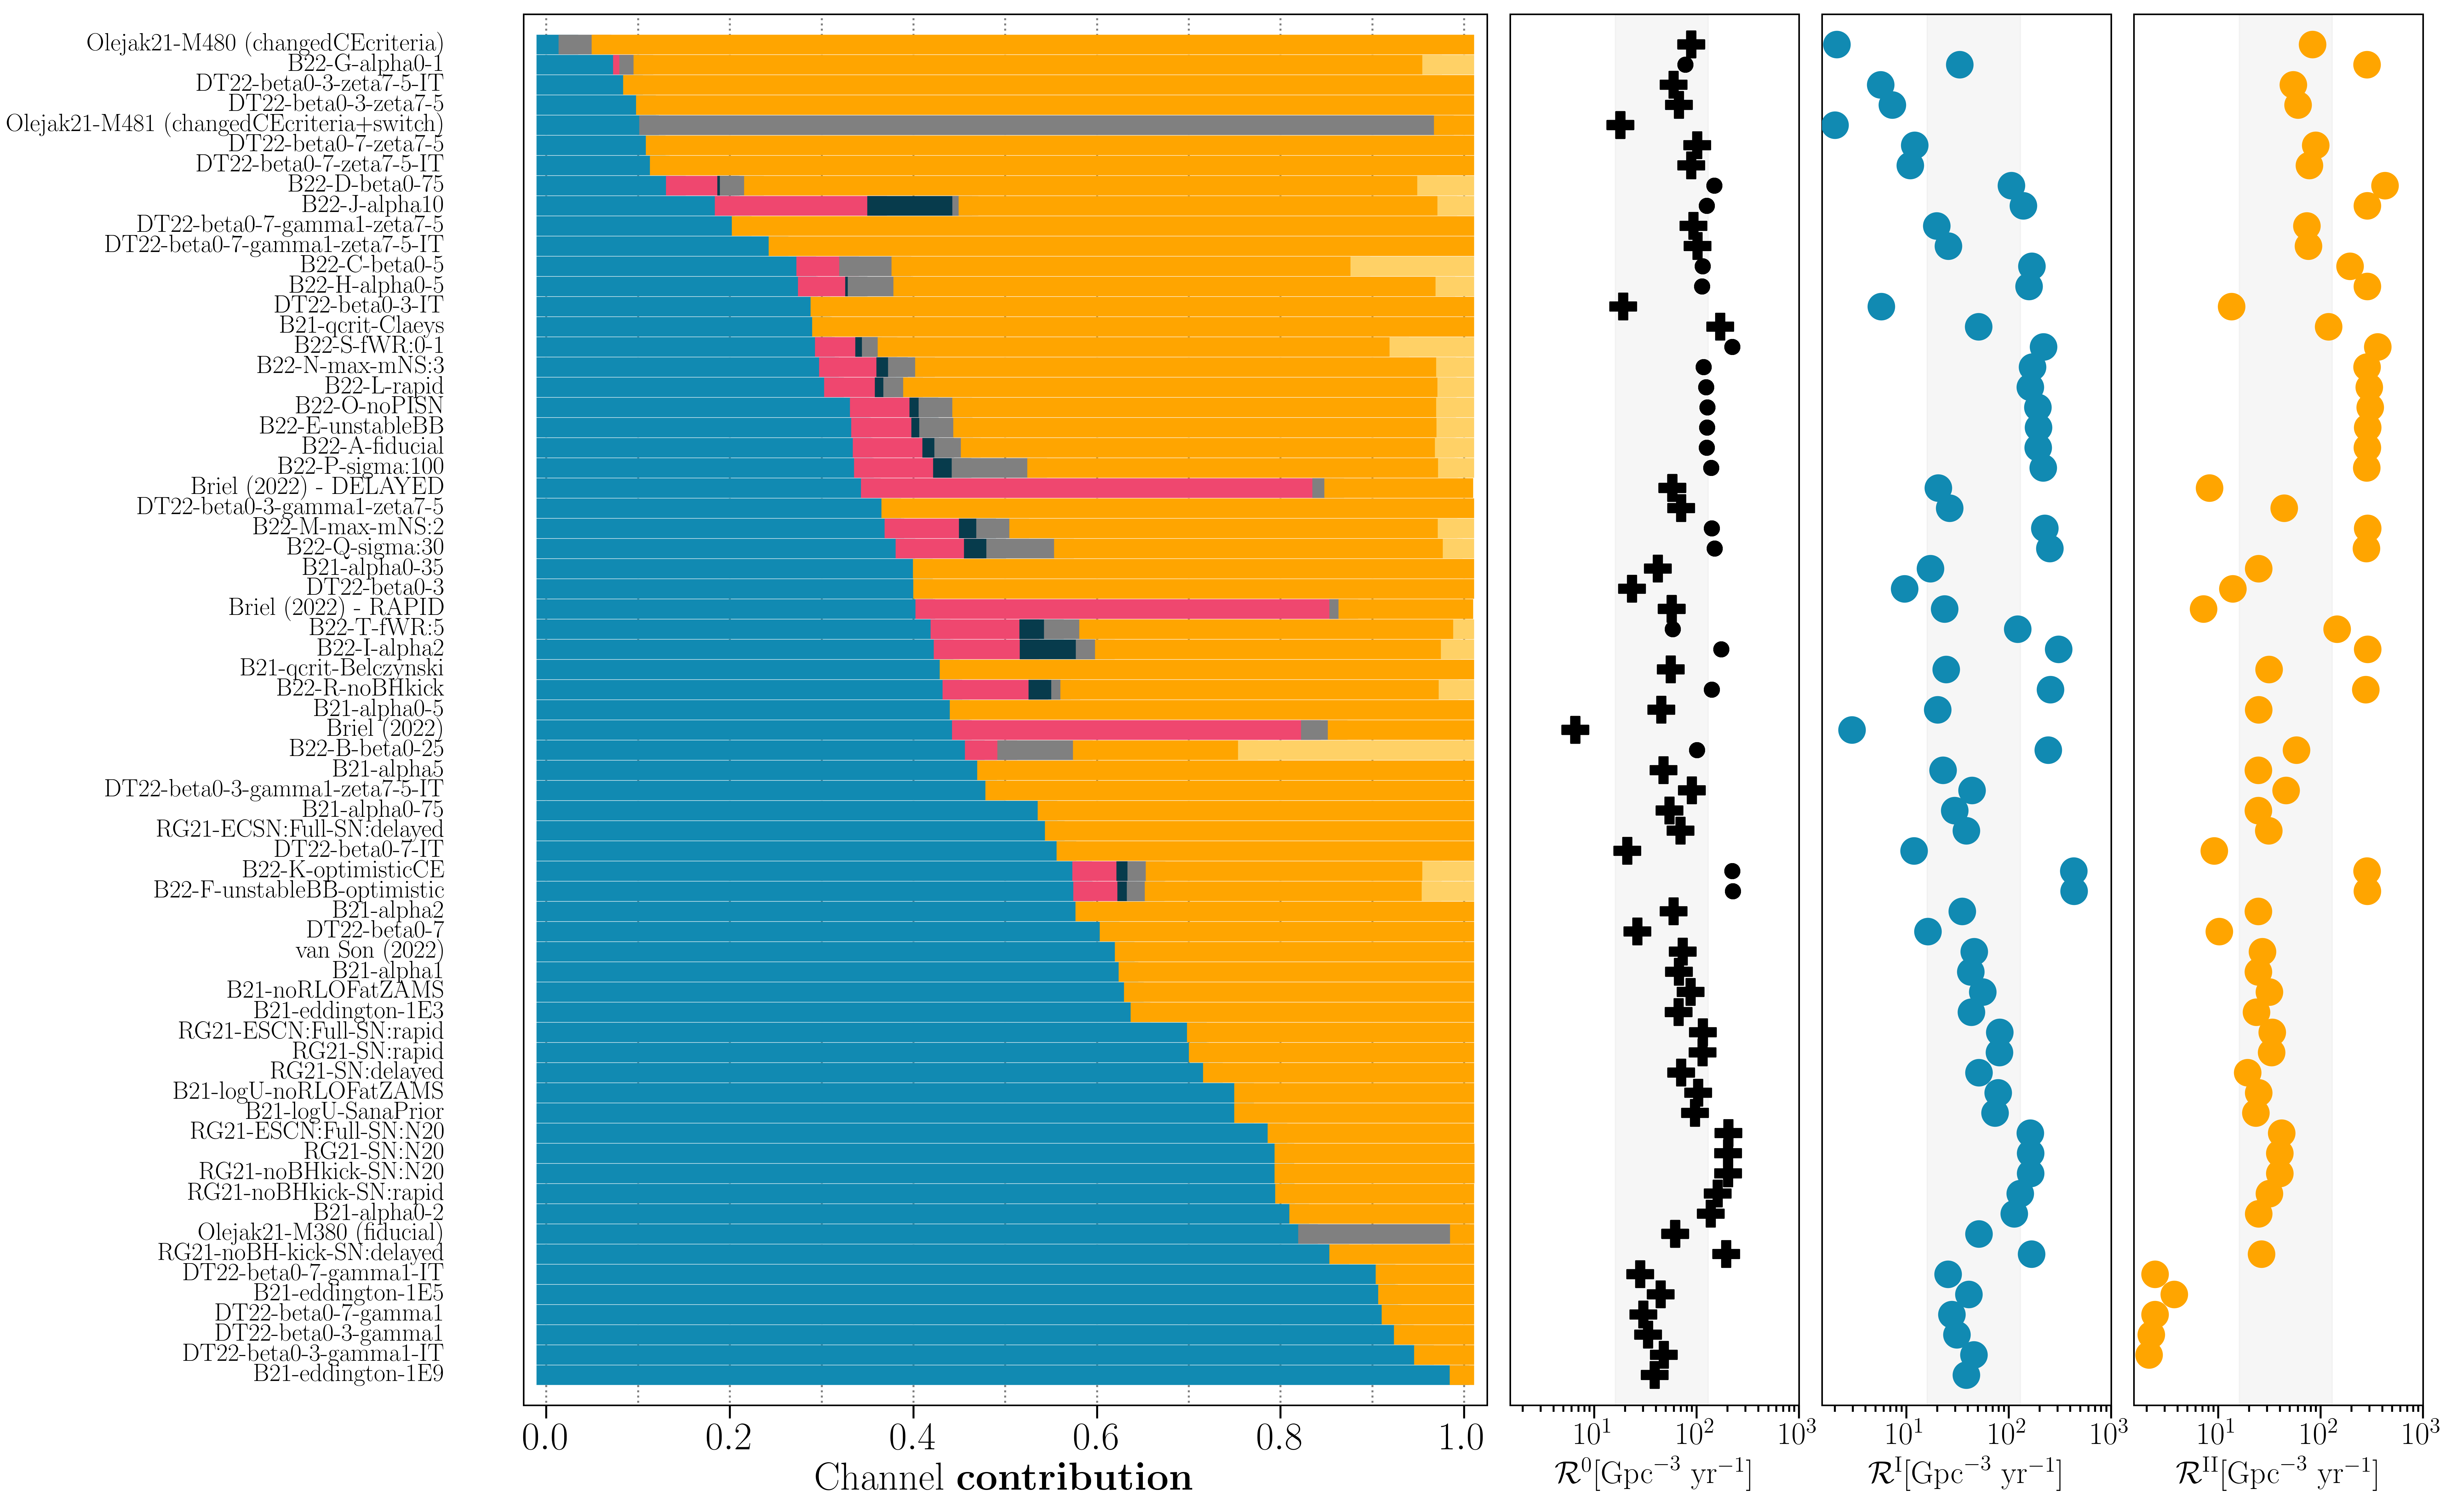 Olejak21-M480 (changedCEcriteria)
B22-G-alpha0-1
DT22-beta0-3-zeta7-5-IT
DT22-beta0-3-zeta7-5
Olejak21-M481 (changedCEcriteria+switch)
DT22-beta0-7-zeta7-5
DT22-beta0-7-zeta7-5-IT
B22-D-beta0-75
B22-J-alpha10
DT22-beta0-7-gamma1-zeta7-5
DT22-beta0-7-gamma1-zeta7-5-IT
B22-C-beta0-5
B22-H-alpha0-5
DT22-beta0-3-IT
B21-qcrit-Claeys
B22-S-fWR:0-1
B22-N-max-mNS:3
B22-L-rapid
B22-O-noPISN
B22-E-unstableBB
B22-A-fiducial
B22-P-sigma:100
Briel (2022) - DELAYED
DT22-beta0-3-gamma1-zeta7-5
B22-M-max-mNS:2
B22-Q-sigma:30
B21-alpha0-35
DT22-beta0-3
Briel (2022) - RAPID
B22-T-fWR:5
B22-I-alpha2
B21-qcrit-Belczynski
B22-R-noBHkick
B21-alpha0-5
Briel (2022)
B22-B-beta0-25
B21-alpha5
DT22-beta0-3-gamma1-zeta7-5-IT
B21-alpha0-75
RG21-ECSN:Full-SN:delayed
DT22-beta0-7-IT
B22-K-optimisticCE
B22-F-unstableBB-optimistic
B21-alpha2
DT22-beta0-7
van Son (2022)
B21-alpha1
B21-noRLOFatZAMS
B21-eddington-1E3
RG21-ESCN:Full-SN:rapid
RG21-SN:rapid
RG21-SN:delayed
B21-logU-noRLOFatZAMS
B21-logU-SanaPrior
RG21-ESCN:Full-SN:N20
RG21-SN:N20
RG21-noBHkick-SN:N20
RG21-noBHkick-SN:rapid
B21-alpha0-2
Olejak21-M380 (fiducial)
RG21-noBH-kick-SN:delayed
DT22-beta0-7-gamma1-IT
B21-eddington-1E5
DT22-beta0-7-gamma1
DT22-beta0-3-gamma1
DT22-beta0-3-gamma1-IT
B21-eddington-1E9
0.0 0.2 0.4 0.6 0.8 1.0
Channel contribution
10¹ 10² 10³
ℛ⁰[Gpc⁻³ yr⁻¹]
10¹ 10² 10³
ℛᴵ[Gpc⁻³ yr⁻¹]
10¹ 10² 10³
ℛᴵᴵ[Gpc⁻³ yr⁻¹]